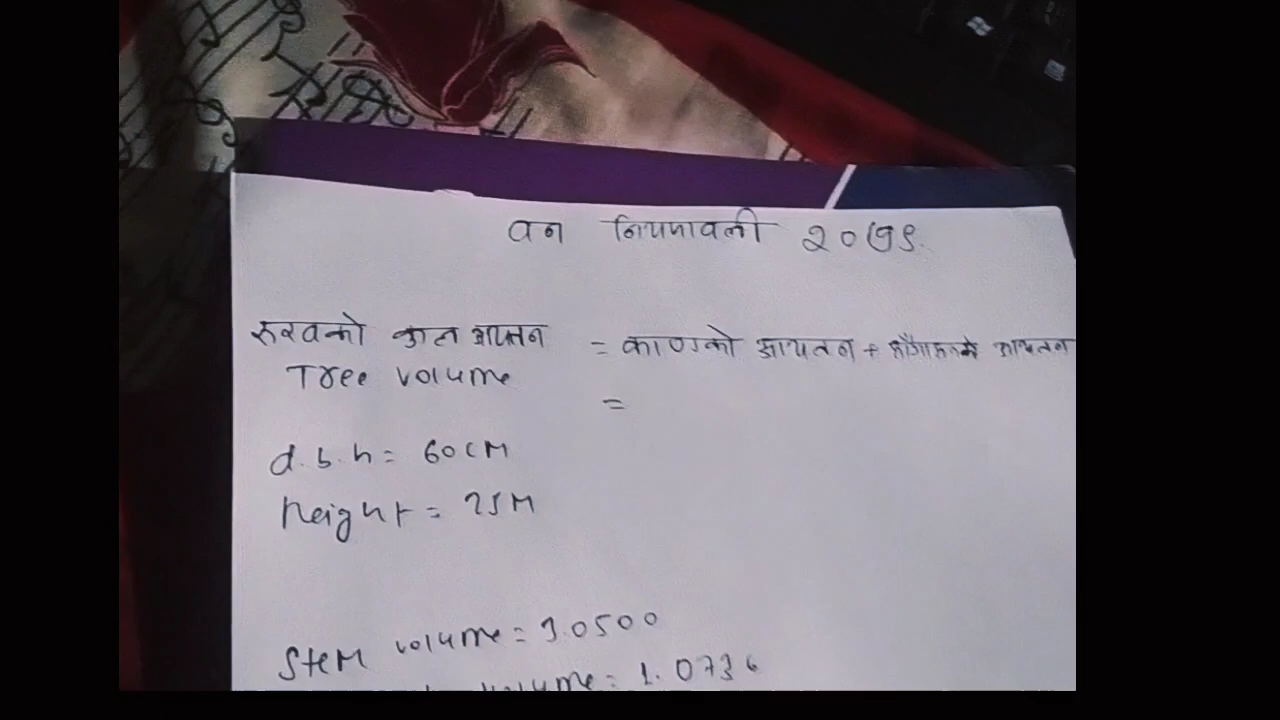 वन नियमावली २०७९.
रुखको कुल आयतन = काण्डको आयतन + हाँगाहरूको आयतन
Tree volume
=
d.b.h = 60CM
height = 25M
Stem volume = 3.0500
volume = 1.0736